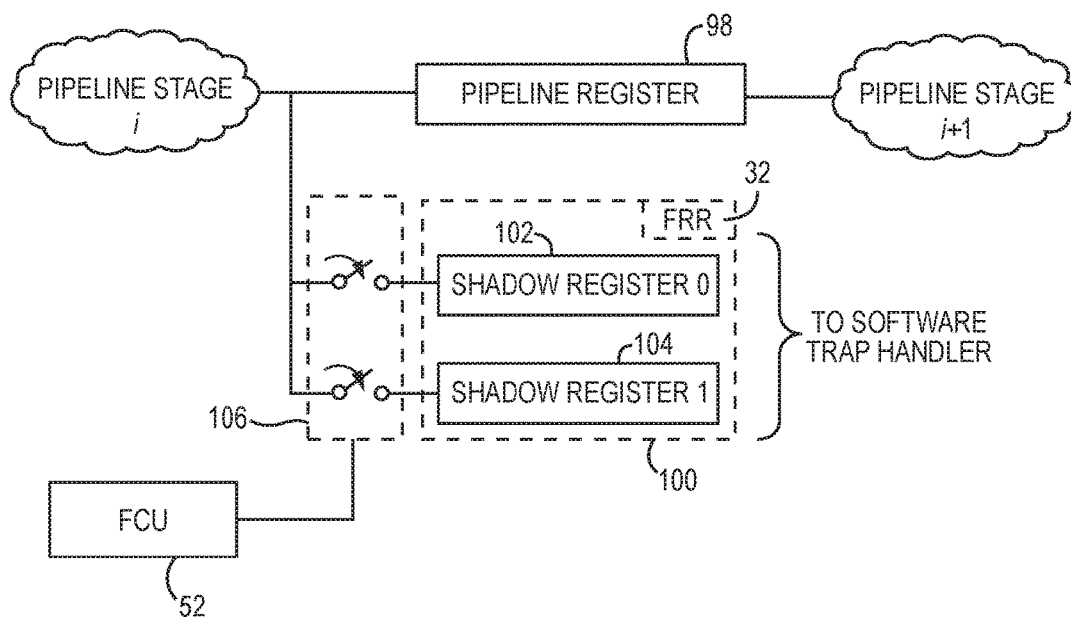 98
PIPELINE STAGE
i
PIPELINE REGISTER
PIPELINE STAGE
i+1
32
FRR
102
SHADOW REGISTER 0
TO SOFTWARE
TRAP HANDLER
104
SHADOW REGISTER 1
106
100
FCU
52